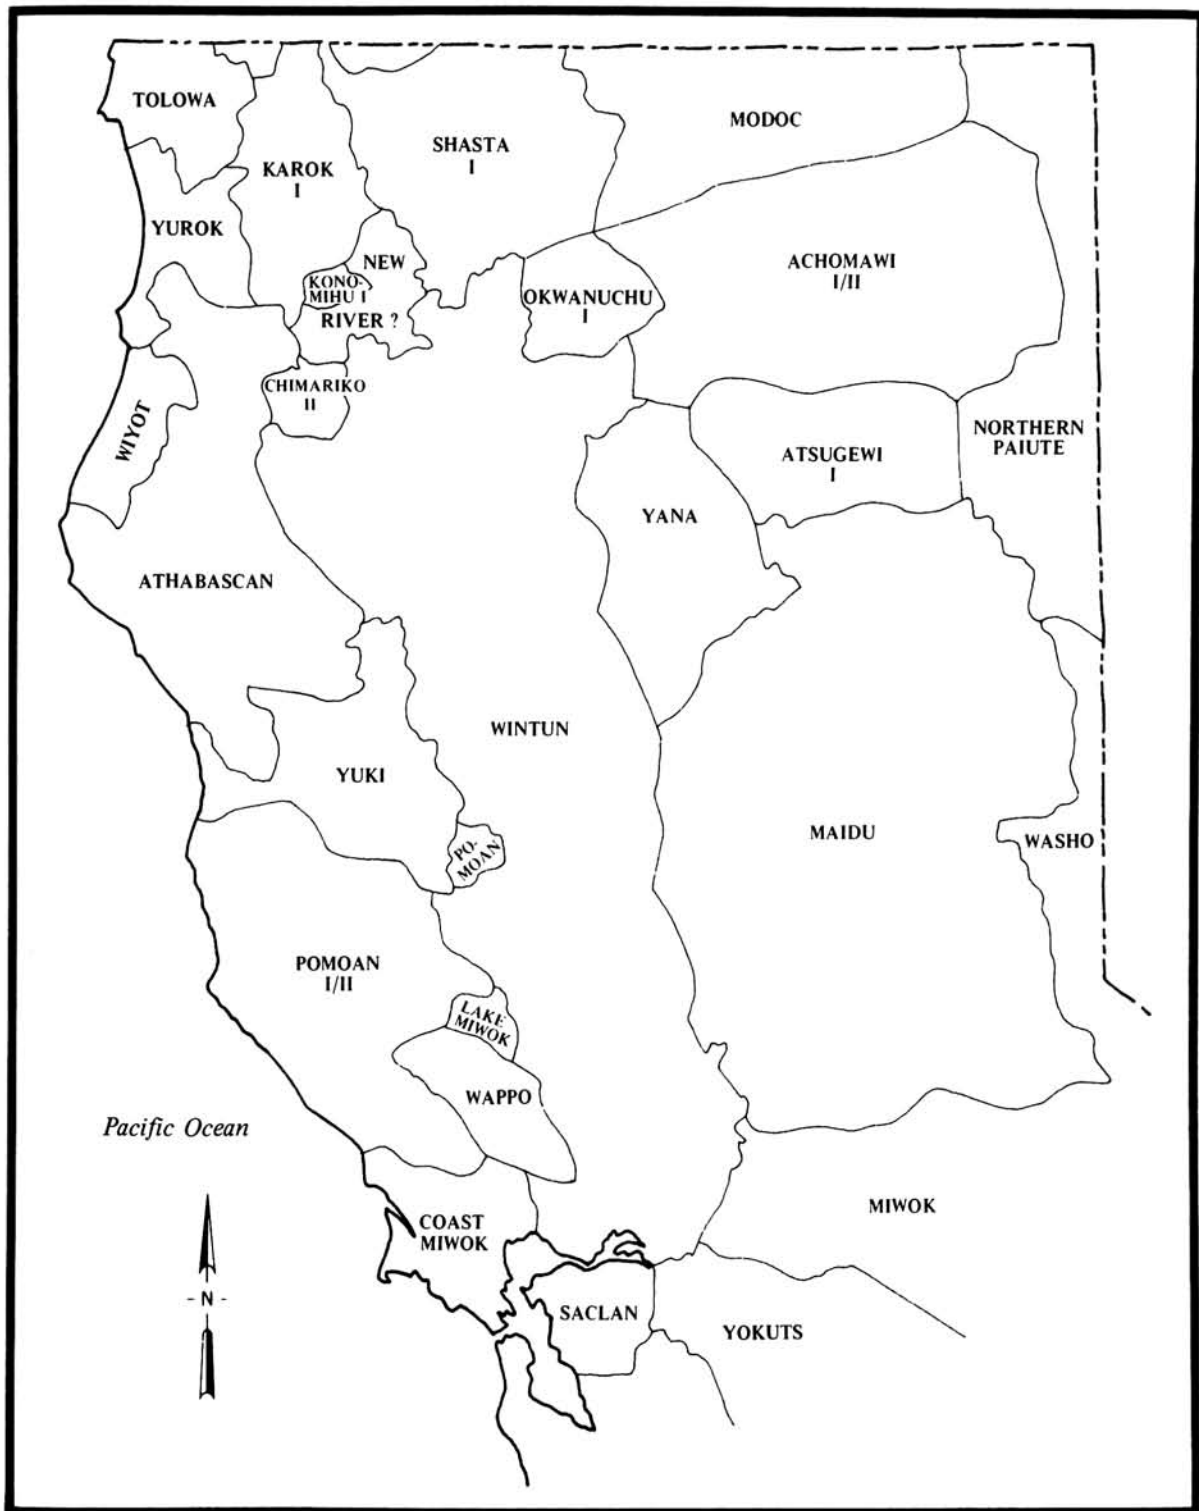 TOLOWA
KAROK
I
SHASTA
I
MODOC
YUROK
NEW
KONO-
MIHU I
RIVER ?
OKWANUCHU
I
ACHOMAWI
I/II
CHIMARIKO
II
WIYOT
ATSUGEWI
I
NORTHERN
PAIUTE
YANA
ATHABASCAN
WINTUN
YUKI
PO-
MOAN
MAIDU
WASHO
POMOAN
I/II
LAKE
MIWOK
WAPPO
Pacific Ocean
COAST
MIWOK
MIWOK
- N -
SACLAN
YOKUTS